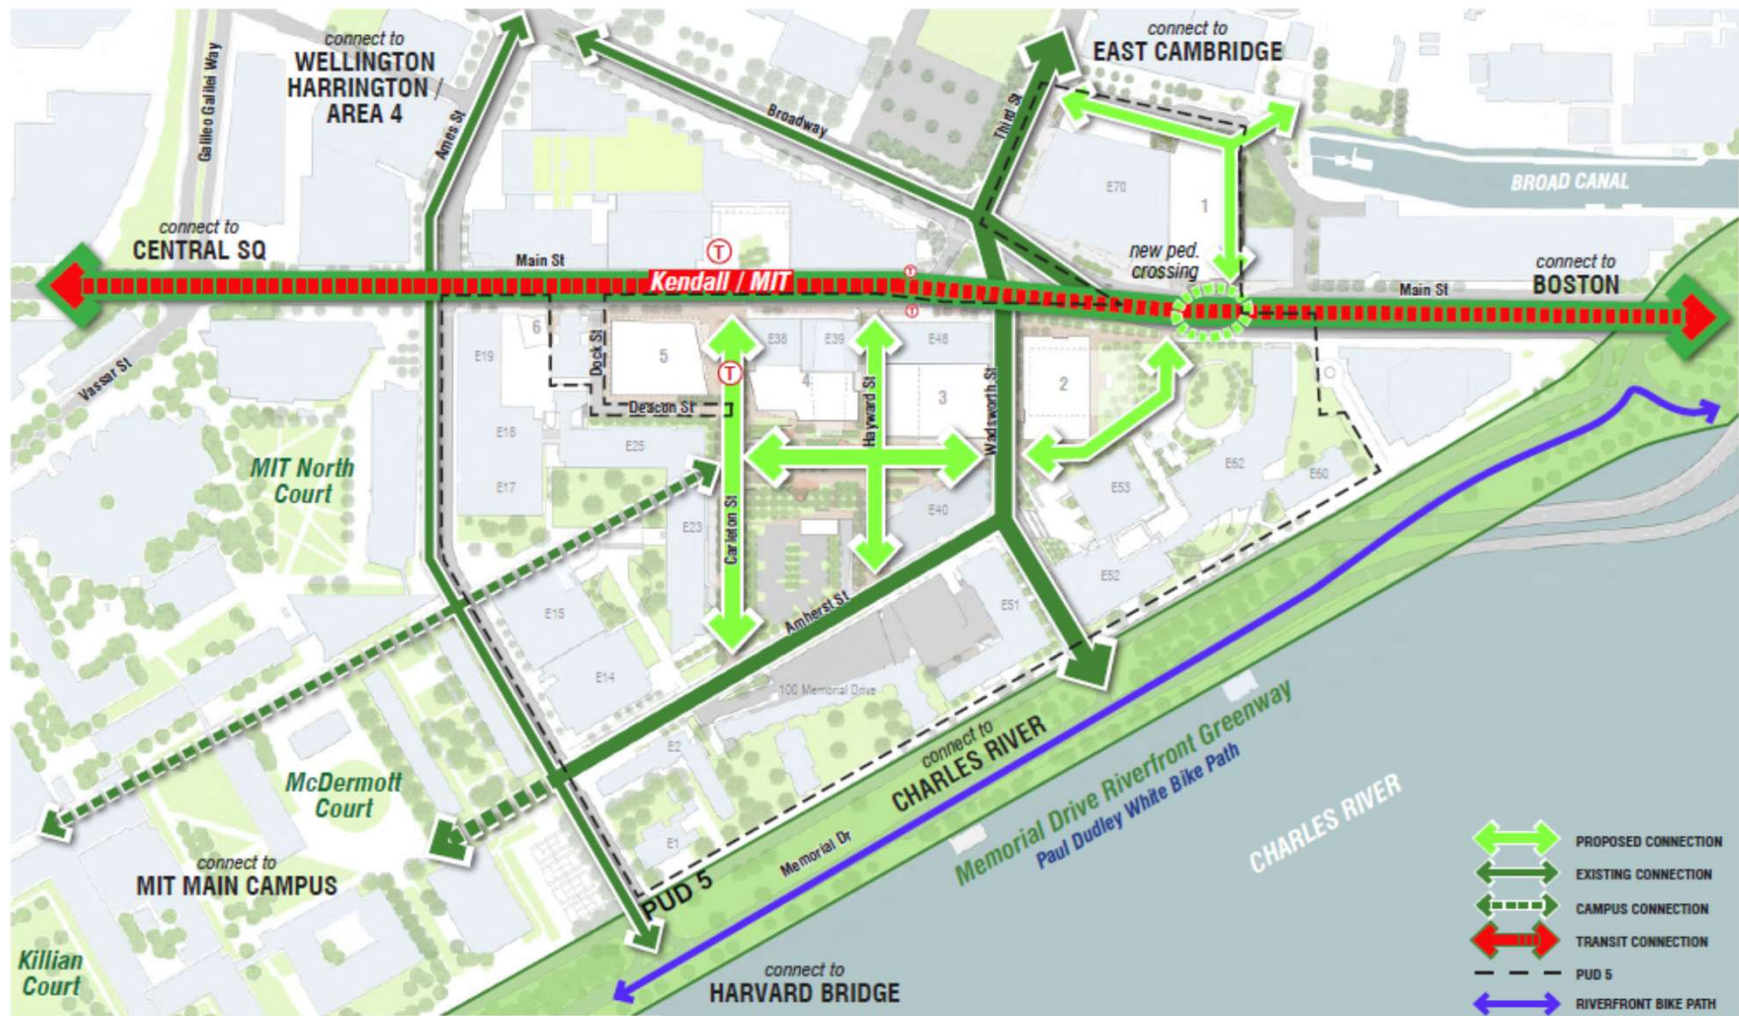 connect to
WELLINGTON
HARRINGTON /
AREA 4
connect to
EAST CAMBRIDGE
Galileo Galilei Way
Ames St
Broadway
Third St
E70
1
BROAD CANAL
connect to
CENTRAL SQ
Main St
T
Kendall / MIT
T
T
new ped.
crossing
Main St
connect to
BOSTON
Vassar St
E19
6
Dock St
5
E38
E39
E48
T
4
Hayward St
3
Wadsworth St
2
Deacon St
E18
E25
E17
MIT North
Court
E62
E60
E53
E40
E23
Carleton St
E52
E15
Amherst St
E51
E14
100 Memorial Drive
E2
E1
McDermott
Court
connect to
MIT MAIN CAMPUS
Killian
Court
PUD 5
Memorial Dr
connect to
CHARLES RIVER
Memorial Drive Riverfront Greenway
Paul Dudley White Bike Path
CHARLES RIVER
connect to
HARVARD BRIDGE
PROPOSED CONNECTION
EXISTING CONNECTION
CAMPUS CONNECTION
TRANSIT CONNECTION
PUD 5
RIVERFRONT BIKE PATH